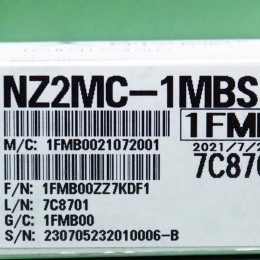 NZ2MC-1MBS
1FM
M/C: 1FMB0021072001
2021/7/2
7C870
F/N: 1FMB00ZZ7KDF1
L/N: 7C8701
G/C: 1FMB00
S/N: 230705232010006-B